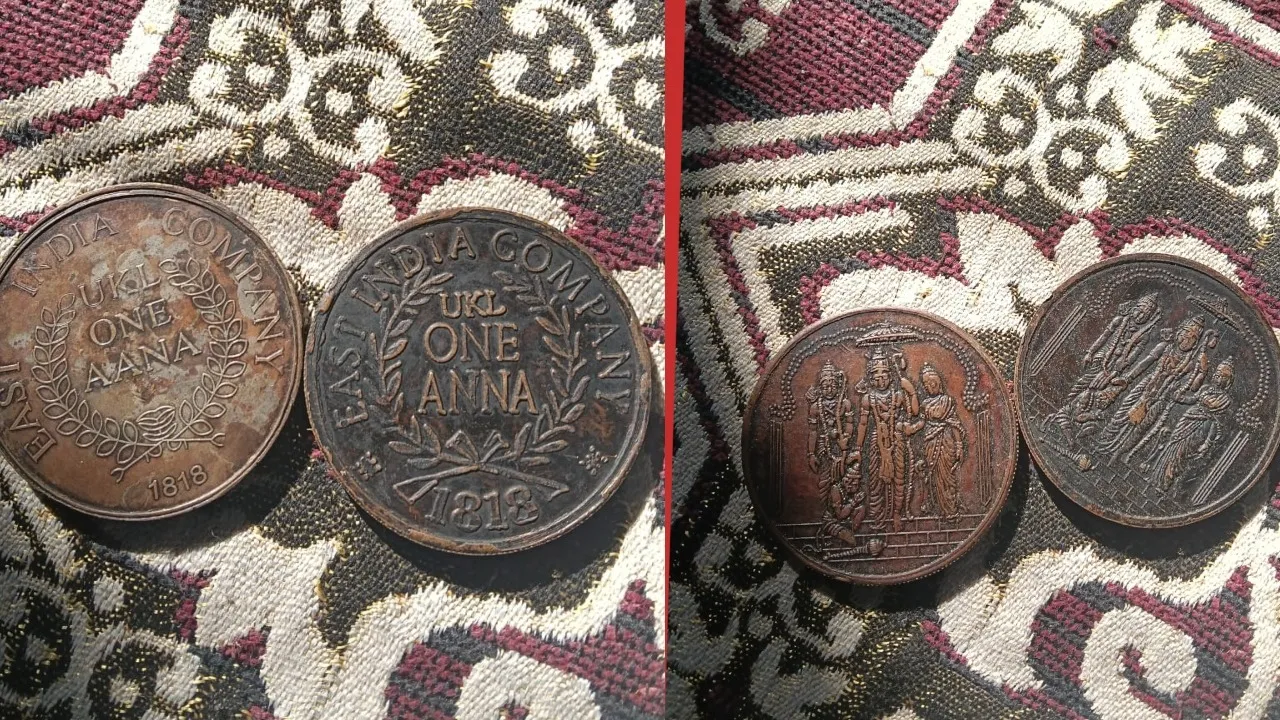 EAST INDIA COMPANY
UKL
ONE
AANA
1818
EAST INDIA COMPANY
UKL
ONE
ANNA
1818